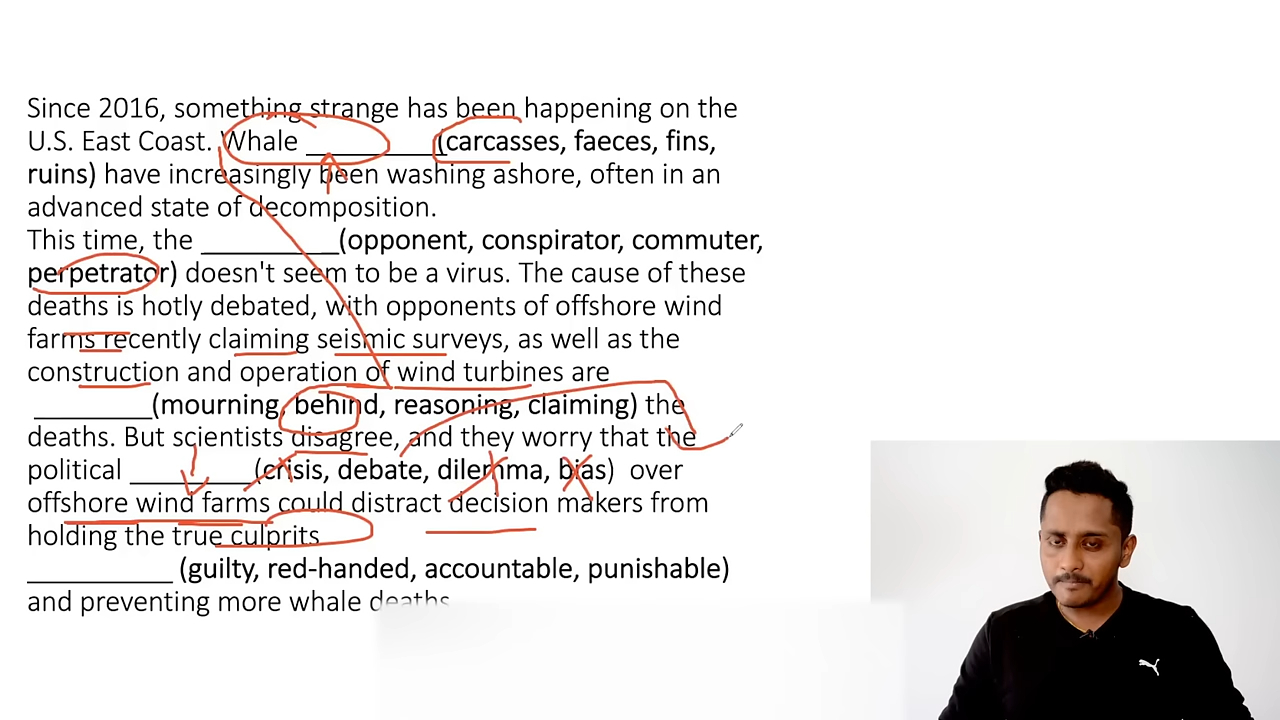 Since 2016, something strange has been happening on the
U.S. East Coast. Whale __________(carcasses, faeces, fins,
ruins) have increasingly been washing ashore, often in an
advanced state of decomposition.
This time, the __________(opponent, conspirator, commuter,
perpetrator) doesn't seem to be a virus. The cause of these
deaths is hotly debated, with opponents of offshore wind
farms recently claiming seismic surveys, as well as the
construction and operation of wind turbines are
_________(mourning, behind, reasoning, claiming) the
deaths. But scientists disagree, and they worry that the
political _________ (crisis, debate, dilemma, bias) over
offshore wind farms could distract decision makers from
holding the true culprits
___________ (guilty, red-handed, accountable, punishable)
and preventing more whale deaths